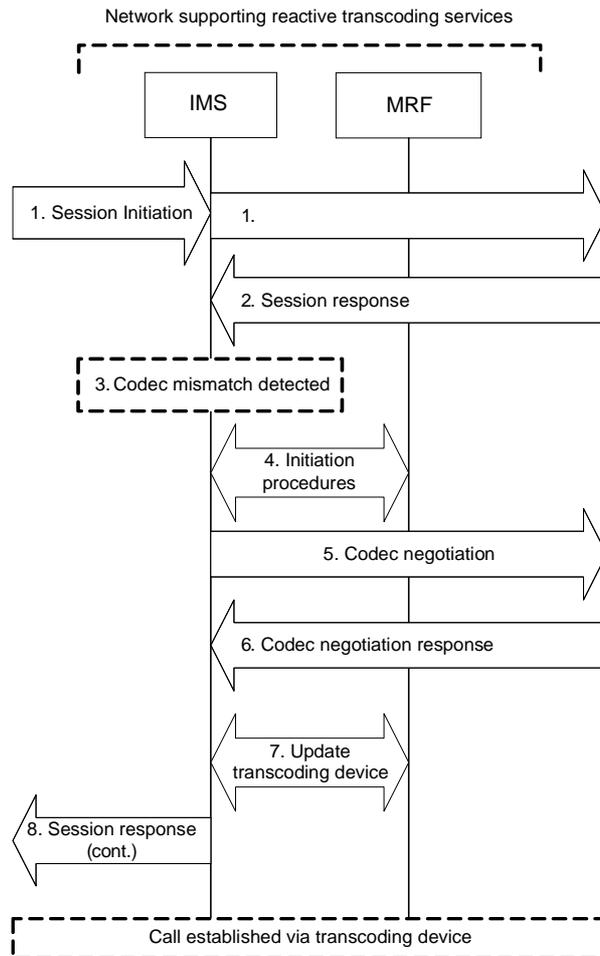 Network supporting reactive transcoding services
IMS
MRF
1. Session Initiation
1.
2. Session response
3. Codec mismatch detected
4. Initiation
procedures
5. Codec negotiation
6. Codec negotiation response
7. Update
transcoding device
8. Session response
(cont.)
Call established via transcoding device